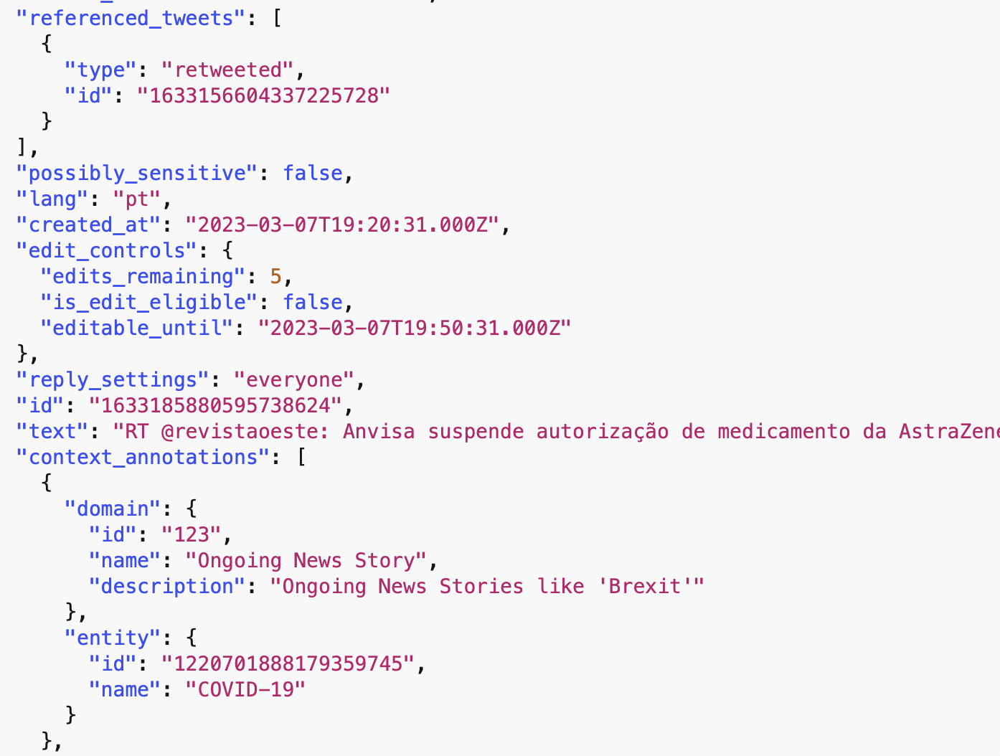 "referenced_tweets": [
{
"type": "retweeted",
"id": "1633156604337225728"
}
],
"possibly_sensitive": false,
"lang": "pt",
"created_at": "2023-03-07T19:20:31.000Z",
"edit_controls": {
"edits_remaining": 5,
"is_edit_eligible": false,
"editable_until": "2023-03-07T19:50:31.000Z"
},
"reply_settings": "everyone",
"id": "1633185880595738624",
"text": "RT @revistaoeste: Anvisa suspende autorização de medicamento da AstraZene
"context_annotations": [
{
"domain": {
"id": "123",
"name": "Ongoing News Story",
"description": "Ongoing News Stories like 'Brexit'"
},
"entity": {
"id": "1220701888179359745",
"name": "COVID-19"
}
},